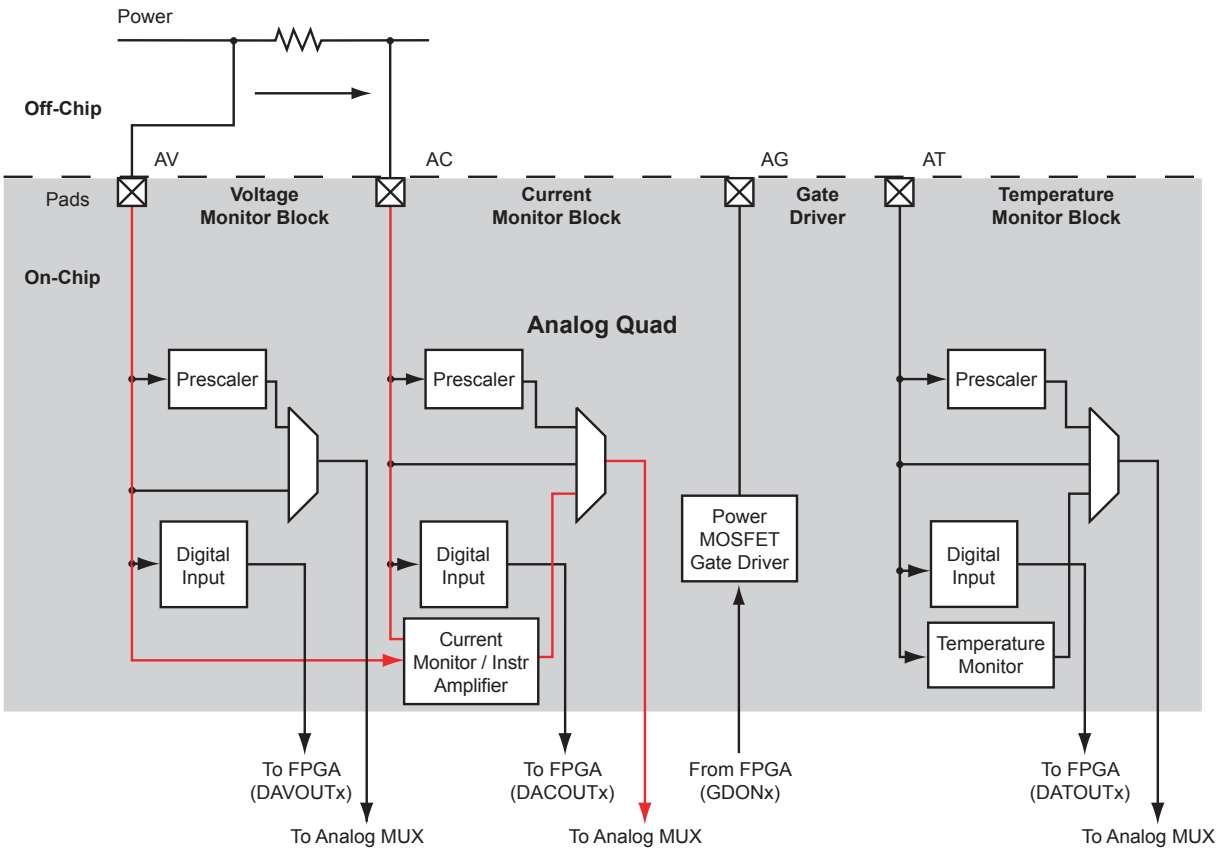 Power
Off-Chip
AV
AC
AG
AT
Pads
Voltage
Monitor Block
Current
Monitor Block
Gate
Driver
Temperature
Monitor Block
On-Chip
Analog Quad
Prescaler
Prescaler
Prescaler
Power
MOSFET
Gate Driver
Digital
Input
Digital
Input
Digital
Input
Current
Monitor / Instr
Amplifier
Temperature
Monitor
To FPGA
(DAVOUTx)
To FPGA
(DACOUTx)
From FPGA
(GDONx)
To FPGA
(DATOUTx)
To Analog MUX
To Analog MUX
To Analog MUX